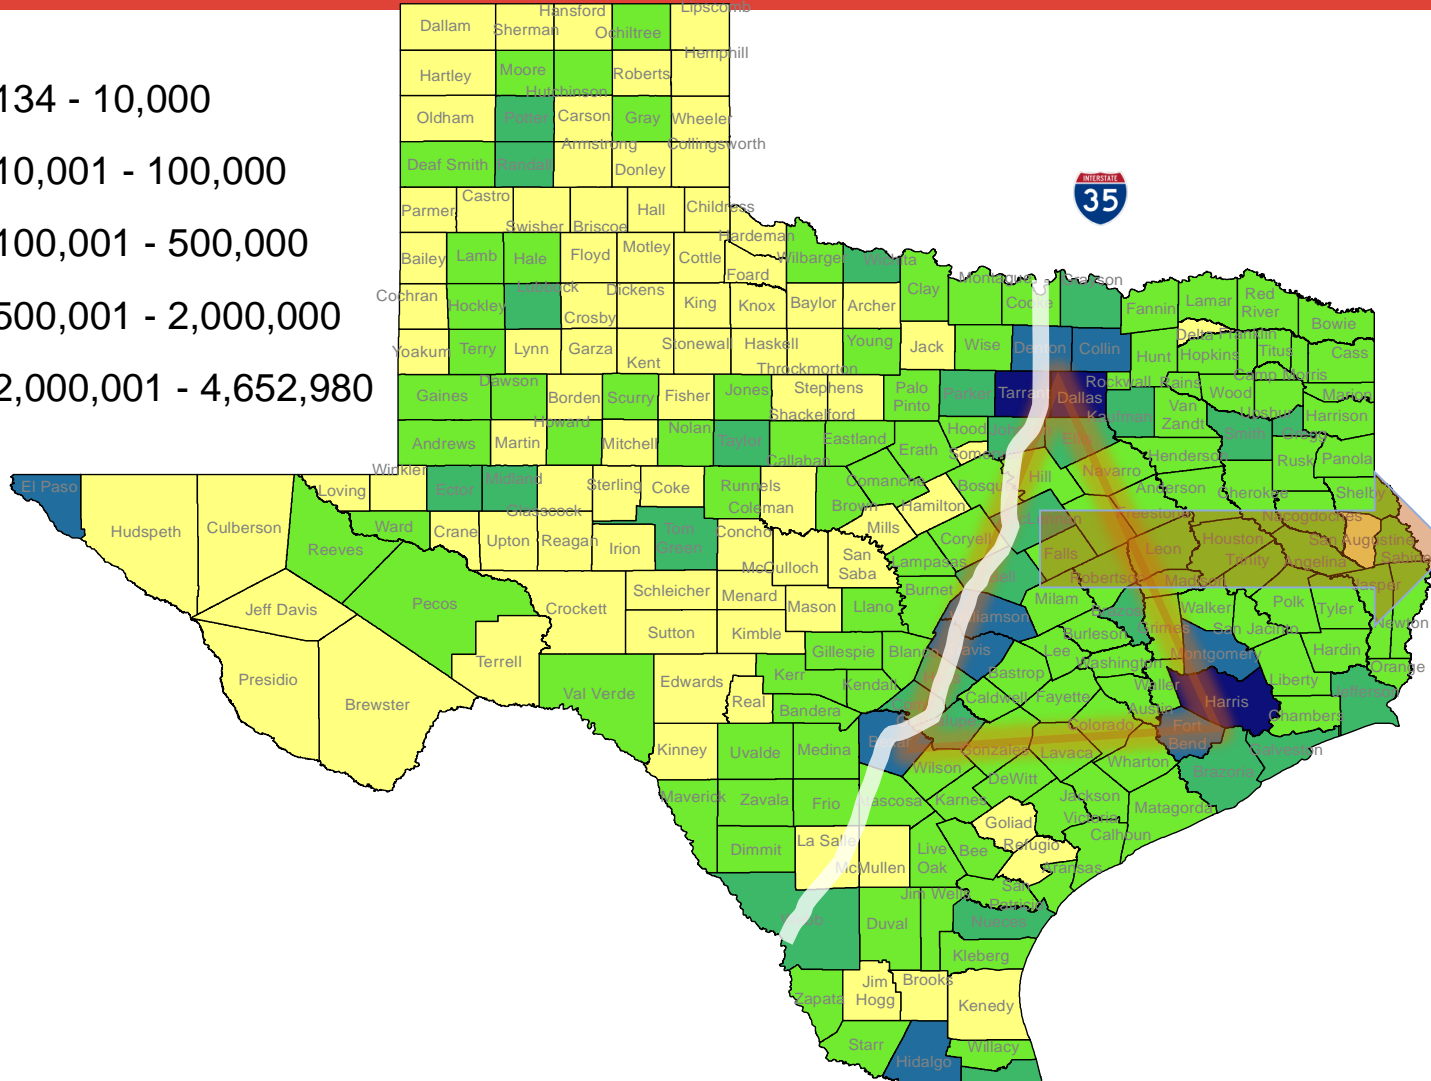 134 - 10,000
10,001 - 100,000
100,001 - 500,000
500,001 - 2,000,000
2,000,001 - 4,652,980
INTERSTATE
35
Dallam
Sherman
Hansford
Ochiltree
Lipscomb
Hartley
Moore
Hutchinson
Roberts
Hemphill
Oldham
Potter
Carson
Gray
Wheeler
Deaf Smith
Randall
Armstrong
Donley
Collingsworth
Parmer
Castro
Swisher
Briscoe
Hall
Childress
Hardeman
Bailey
Lamb
Hale
Floyd
Motley
Cottle
Foard
Wilbarger
Wichita
Clay
Montague
Cooke
Grayson
Fannin
Lamar
Red
River
Bowie
Cochran
Hockley
Lubbock
Crosby
Dickens
King
Knox
Baylor
Archer
Delta
Franklin
Titus
Cass
Yoakum
Terry
Lynn
Garza
Kent
Stonewall
Haskell
Throckmorton
Young
Jack
Wise
Denton
Collin
Hunt
Hopkins
Camp
Morris
Marion
Gaines
Dawson
Borden
Scurry
Fisher
Jones
Shackelford
Stephens
Palo
Pinto
Parker
Tarrant
Dallas
Rockwall
Kaufman
Rains
Van
Zandt
Wood
Upshur
Harrison
Andrews
Martin
Howard
Mitchell
Nolan
Taylor
Callahan
Eastland
Erath
Hood
Ellis
Henderson
Smith
Gregg
Rusk
Panola
El Paso
Hudspeth
Culberson
Winkler
Loving
Ector
Midland
Glasscock
Sterling
Coke
Runnels
Coleman
Brown
Comanche
Hamilton
Bosque
Hill
Navarro
Anderson
Cherokee
Shelby
Reeves
Ward
Crane
Upton
Reagan
Irion
Tom
Green
Concho
McCulloch
San
Saba
Mills
Lampasas
Coryell
Falls
Freestone
Leon
Houston
Trinity
Nacogdoches
Angelina
San Augustine
Sabine
Jeff Davis
Pecos
Crockett
Schleicher
Menard
Mason
Llano
Burnet
Milam
Robertson
Madison
Walker
Polk
Tyler
Jasper
Newton
Presidio
Brewster
Terrell
Sutton
Kimble
Gillespie
Blanco
Burleson
Brazos
Grimes
San Jacinto
Hardin
Orange
Val Verde
Edwards
Real
Kerr
Kendall
Bandera
Bastrop
Lee
Washington
Montgomery
Liberty
Jefferson
Caldwell
Fayette
Austin
Waller
Harris
Chambers
Kinney
Uvalde
Medina
Wilson
Gonzales
Lavaca
Colorado
Fort
Bend
Galveston
Brazoria
Wharton
Maverick
Zavala
Frio
Karnes
DeWitt
Jackson
Victoria
Matagorda
Calhoun
Dimmit
La Salle
McMullen
Live
Oak
Bee
Goliad
Refugio
Aransas
San
Patricio
Duval
Jim Wells
Nueces
Kleberg
Zapata
Jim
Hogg
Brooks
Kenedy
Starr
Hidalgo
Willacy